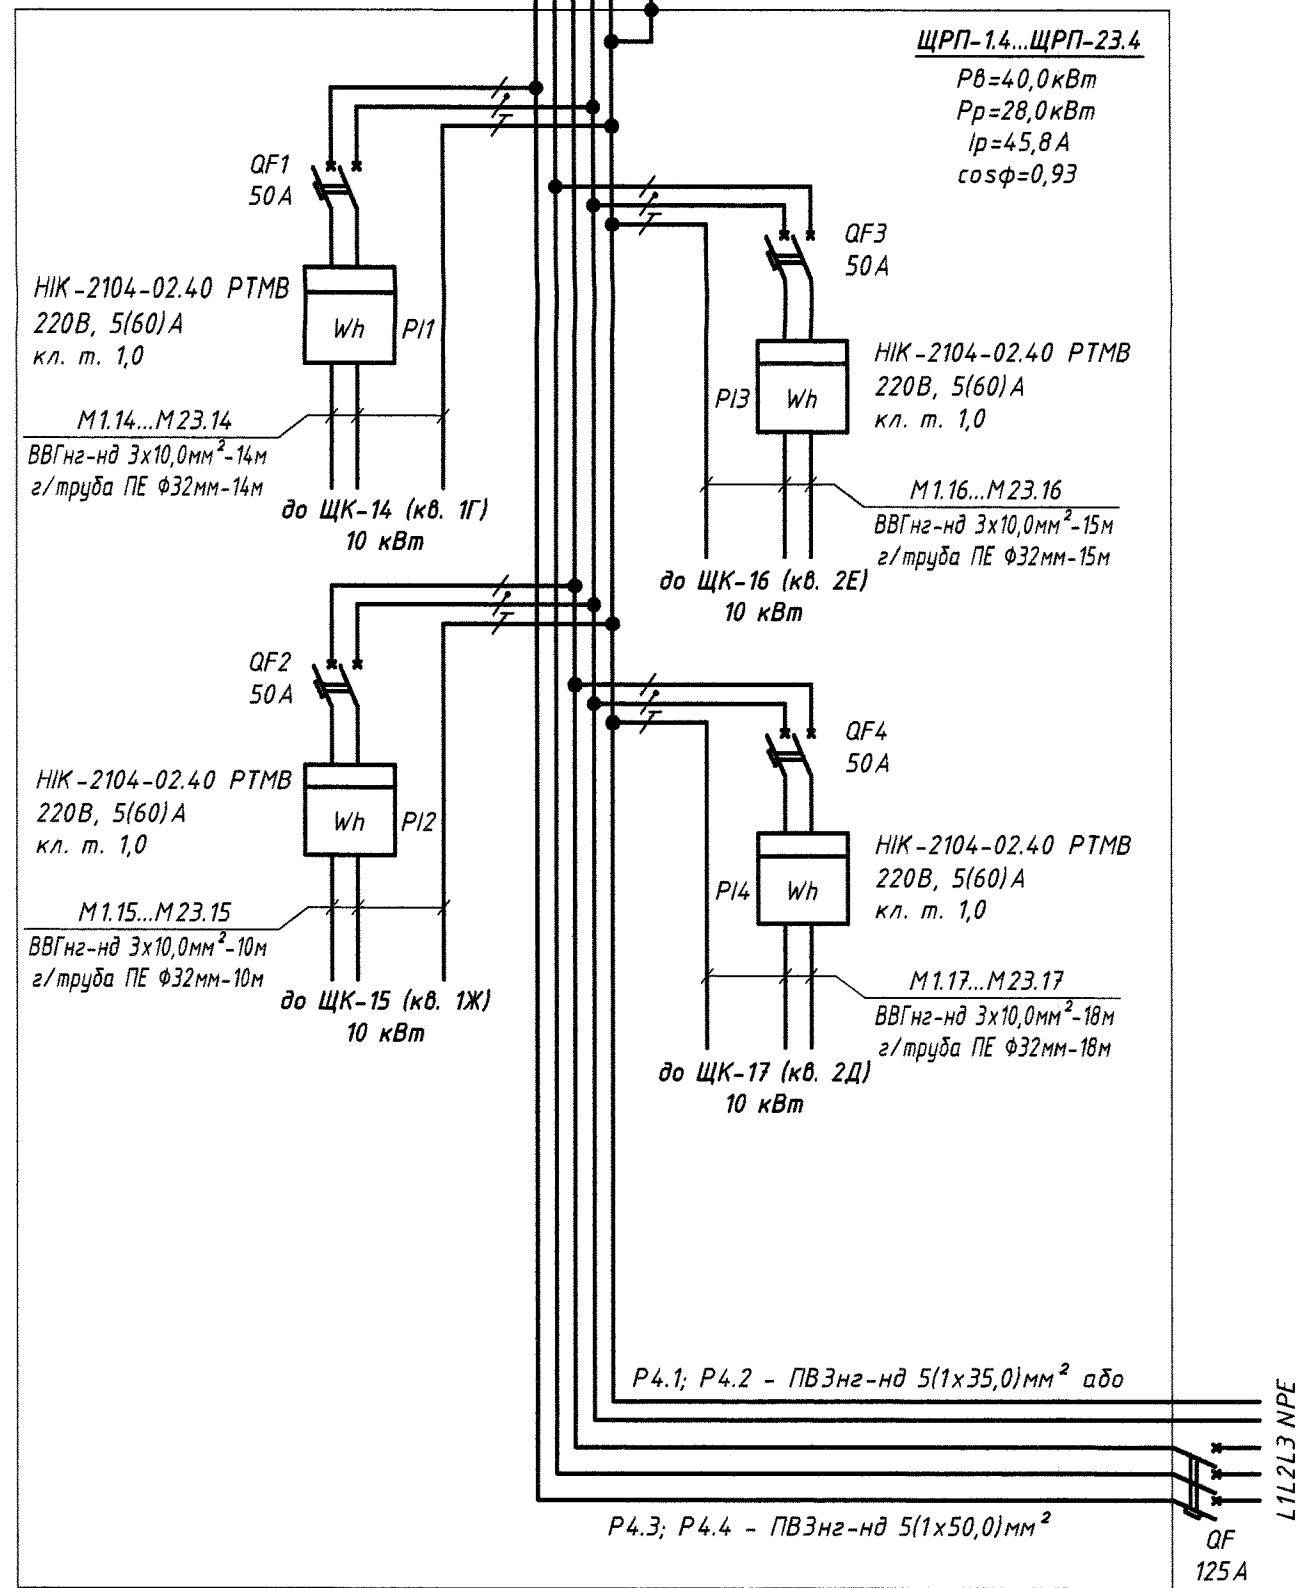 ЩРП-1.4...ЩРП-23.4
Рв=40,0кВт
Рр=28,0кВт
Iр=45,8 А
cosφ=0,93
QF1
50 А
НІК-2104-02.40 РТМВ
220В, 5(60) А
кл. т. 1,0
Wh
PI1
М1.14...М23.14
ВВГнг-нд 3х10,0мм²-14м
г/труба ПЕ Ф32мм-14м
до ЩК-14 (кв. 1Г)
10 кВт
QF3
50 А
PI3
Wh
НІК-2104-02.40 РТМВ
220В, 5(60) А
кл. т. 1,0
М1.16...М23.16
ВВГнг-нд 3х10,0мм²-15м
г/труба ПЕ Ф32мм-15м
до ЩК-16 (кв. 2Е)
10 кВт
QF2
50 А
НІК-2104-02.40 РТМВ
220В, 5(60) А
кл. т. 1,0
Wh
PI2
М1.15...М23.15
ВВГнг-нд 3х10,0мм²-10м
г/труба ПЕ Ф32мм-10м
до ЩК-15 (кв. 1Ж)
10 кВт
QF4
50 А
PI4
Wh
НІК-2104-02.40 РТМВ
220В, 5(60) А
кл. т. 1,0
М1.17...М23.17
ВВГнг-нд 3х10,0мм²-18м
г/труба ПЕ Ф32мм-18м
до ЩК-17 (кв. 2Д)
10 кВт
Р4.1; Р4.2 - ПВ3нг-нд 5(1х35,0)мм² або
L1L2L3 NPE
Р4.3; Р4.4 - ПВ3нг-нд 5(1х50,0)мм²
QF
125 А